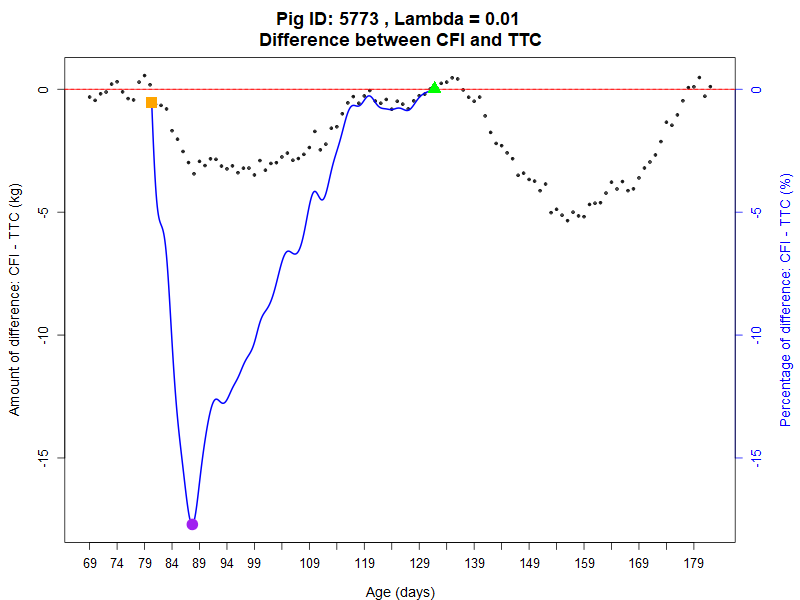 Pig ID: 5773 , Lambda = 0.01
Difference between CFI and TTC
Amount of difference: CFI - TTC (kg)
0
-5
-10
-15
0
-5
-10
-15
Percentage of difference: CFI - TTC (%)
69 74 79 84 89 94 99 109 119 129 139 149 159 169 179
Age (days)